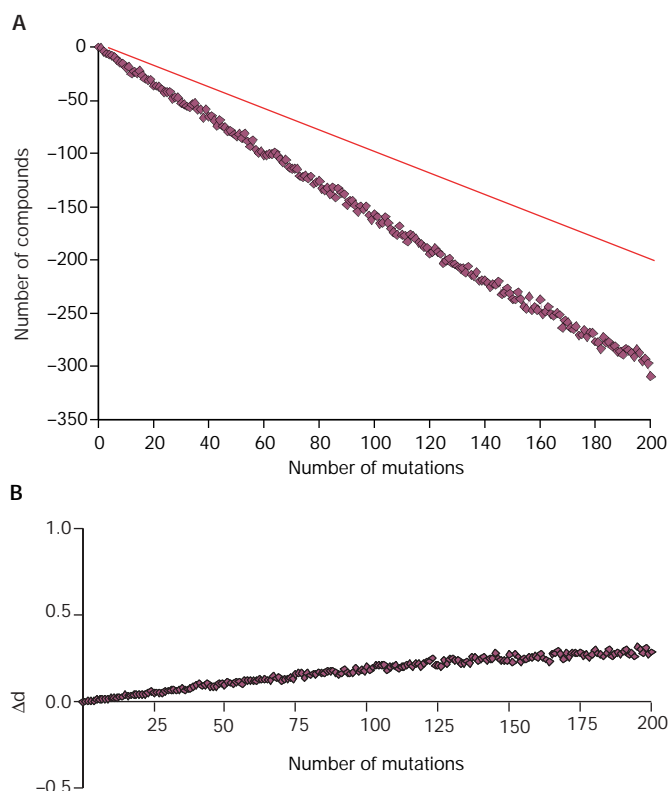 A
0
–50
–100
–150
–200
–250
–300
–350
Number of compounds
0 20 40 60 80 100 120 140 160 180 200
Number of mutations
B
1.0
0.5
0.0
–0.5
Δd
25 50 75 100 125 150 175 200
Number of mutations